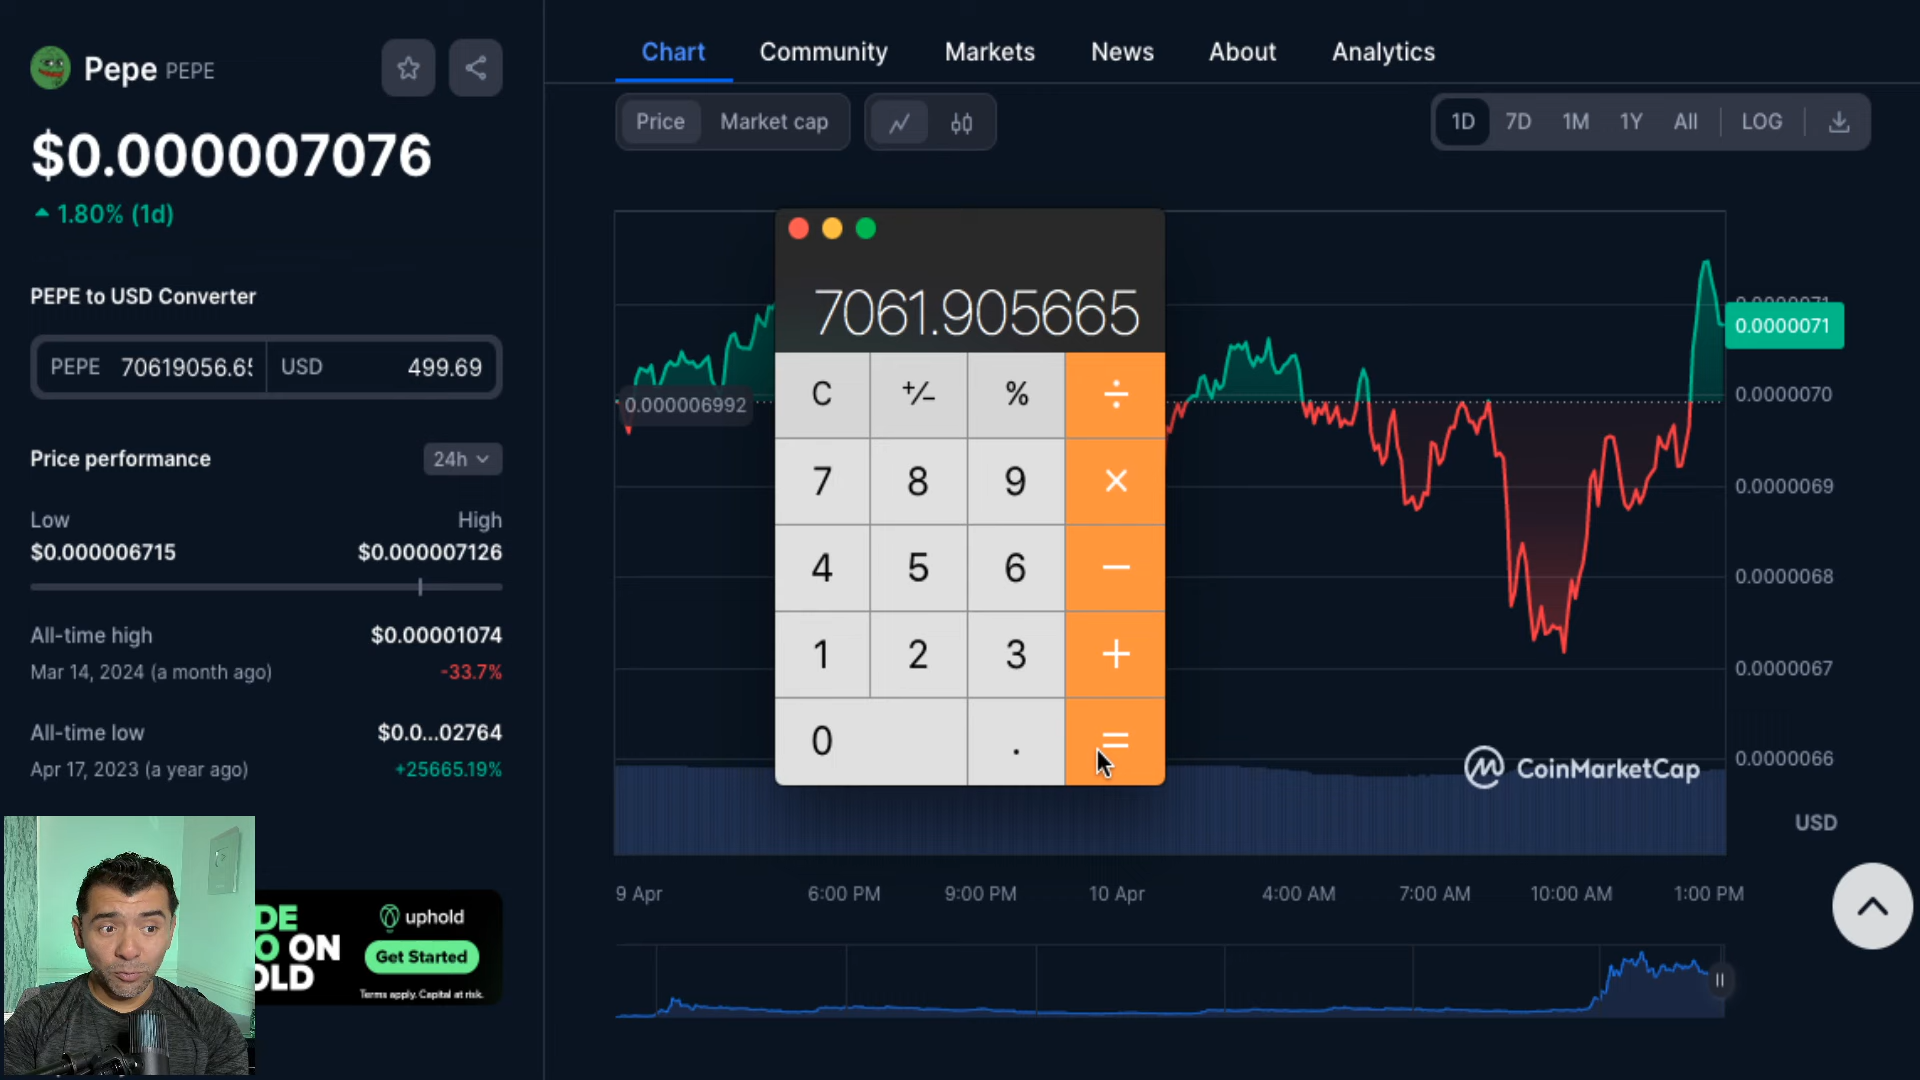 Pepe PEPE
$0.000007076
1.80% (1d)
PEPE to USD Converter
PEPE 70619056.65 USD 499.69
Price performance
24h
Low High
$0.000006715 $0.000007126
All-time high $0.00001074
Mar 14, 2024 (a month ago) -33.7%
All-time low $0.0...02764
Apr 17, 2023 (a year ago) +25665.19%
DE
O ON
OLD
uphold
Get Started
Terms apply. Capital at risk.
Chart Community Markets News About Analytics
Price Market cap
1D 7D 1M 1Y All LOG
7061.905665
C +/− % ÷
7 8 9 ×
4 5 6 −
1 2 3 +
0 . =
0.000006992
0.0000071
0.0000071
0.0000070
0.0000069
0.0000068
0.0000067
0.0000066
CoinMarketCap
USD
9 Apr 6:00 PM 9:00 PM 10 Apr 4:00 AM 7:00 AM 10:00 AM 1:00 PM